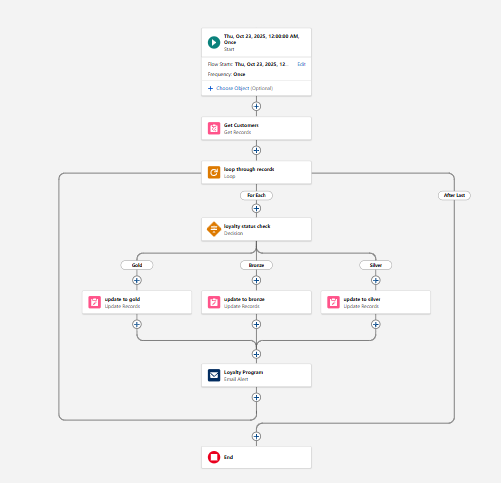 Thu, Oct 23, 2025, 12:00:00 AM,
Once
Start
Flow Starts: Thu, Oct 23, 2025, 12... Edit
Frequency: Once
+ Choose Object (Optional)
Get Customers
Get Records
loop through records
Loop
For Each
After Last
loyalty status check
Decision
Gold
Bronze
Silver
update to gold
Update Records
update to bronze
Update Records
update to silver
Update Records
Loyalty Program
Email Alert
End